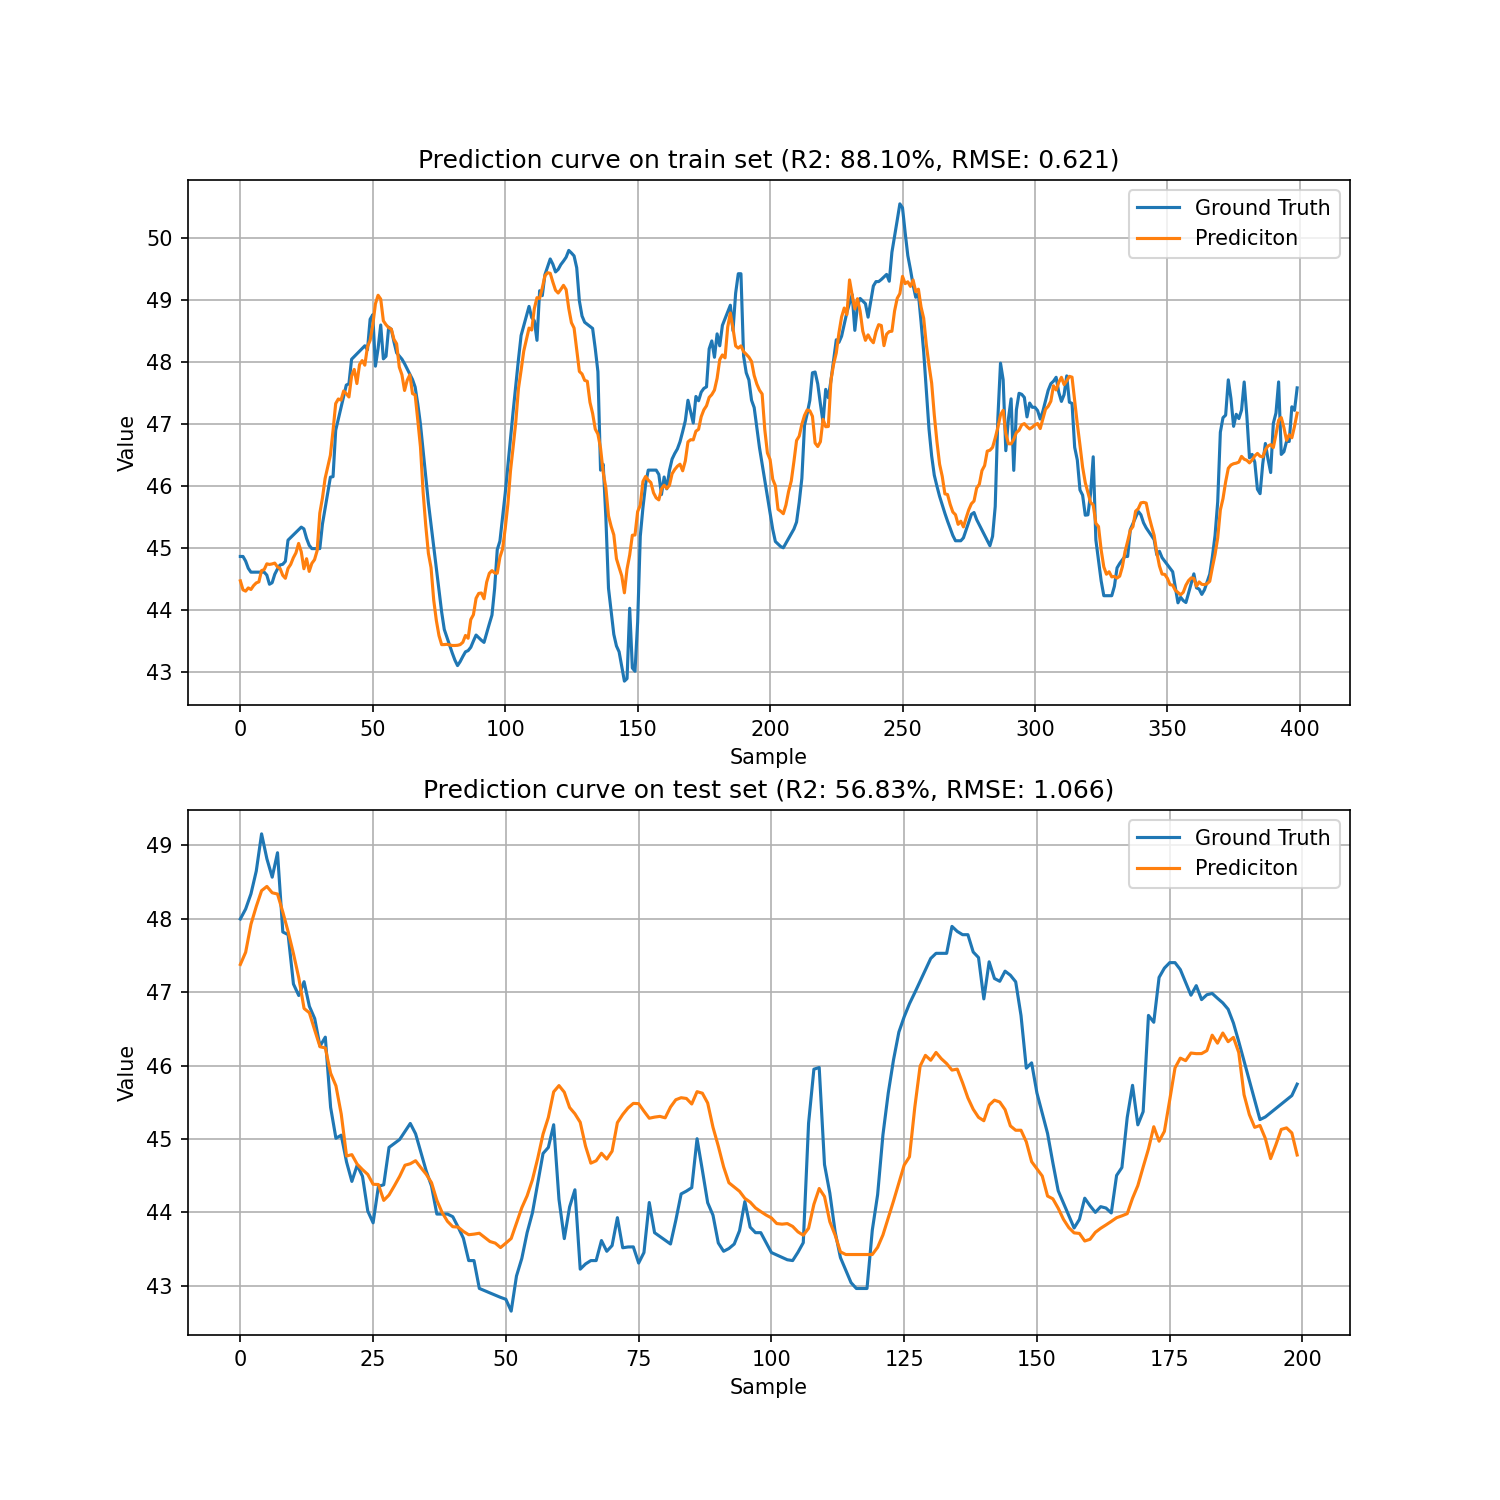 Prediction curve on train set (R2: 88.10%, RMSE: 0.621)
Ground Truth
Prediciton
50
49
48
47
46
45
44
43
Value
0 50 100 150 200 250 300 350 400
Sample
Prediction curve on test set (R2: 56.83%, RMSE: 1.066)
Ground Truth
Prediciton
49
48
47
46
45
44
43
Value
0 25 50 75 100 125 150 175 200
Sample